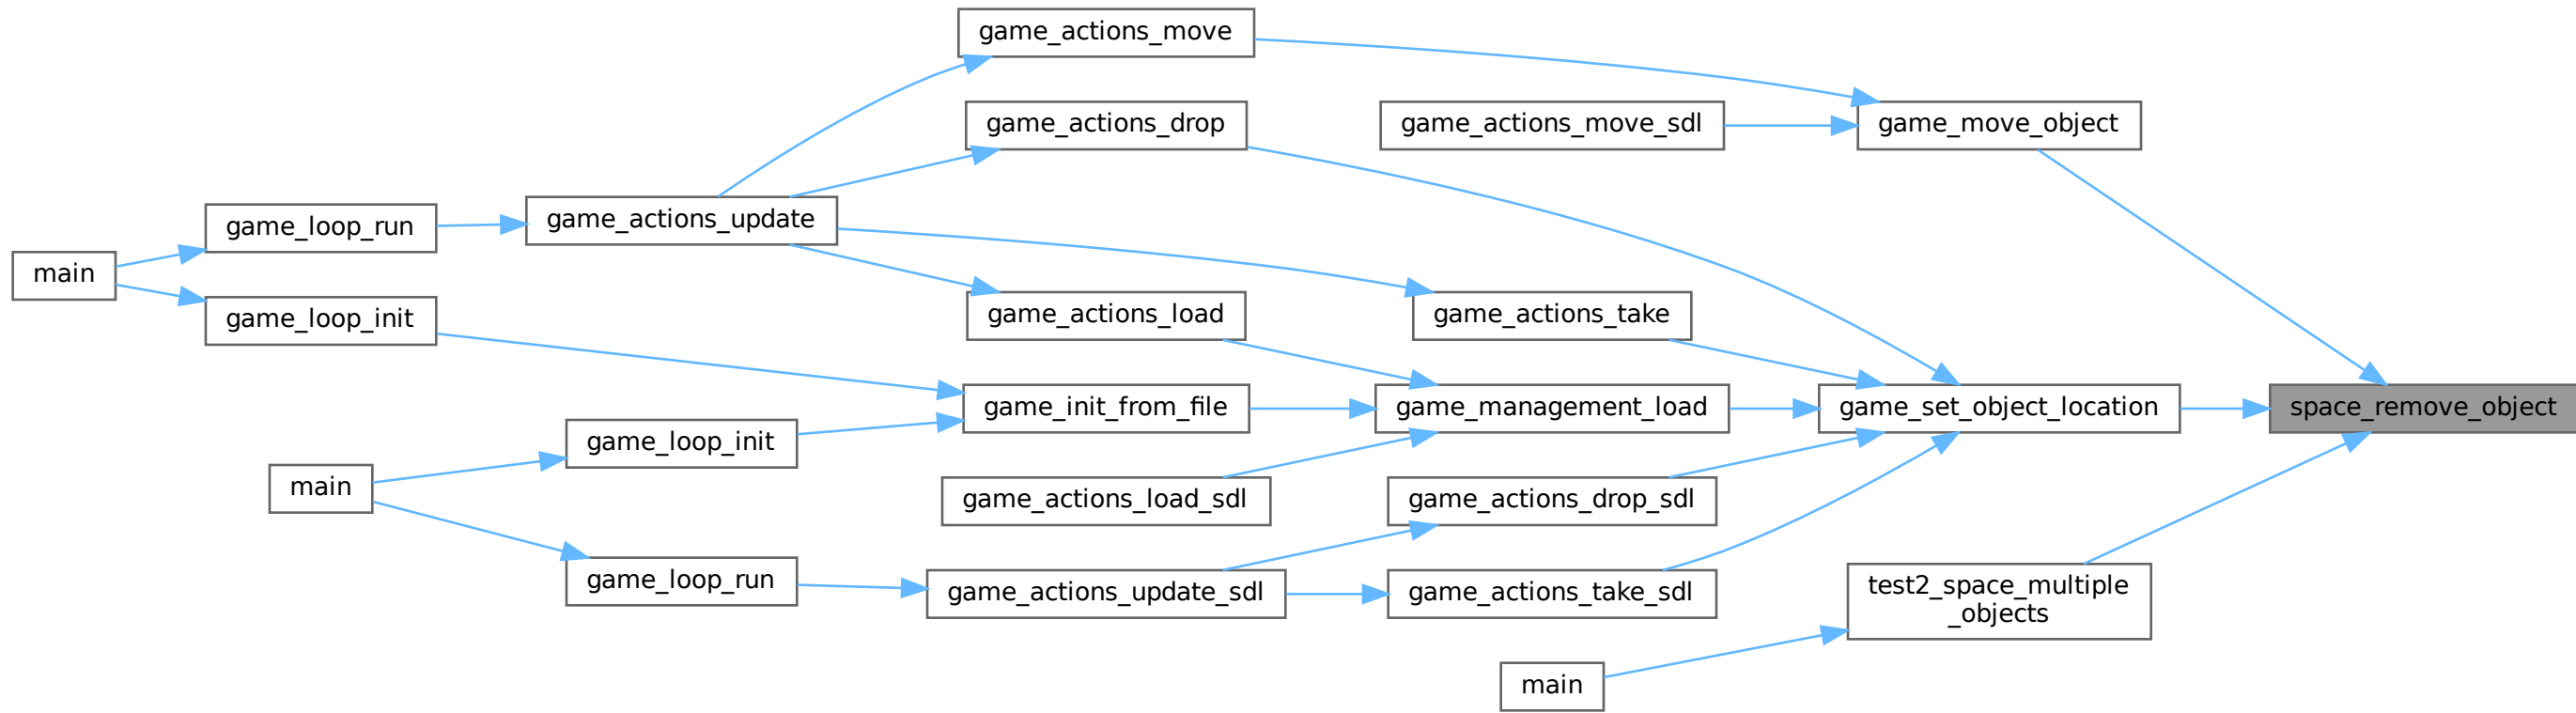 game_actions_move
game_actions_drop
game_actions_move_sdl
game_move_object
game_loop_run
game_actions_update
main
game_loop_init
game_actions_load
game_actions_take
game_init_from_file
game_management_load
game_set_object_location
space_remove_object
game_loop_init
main
game_actions_load_sdl
game_actions_drop_sdl
game_loop_run
game_actions_update_sdl
game_actions_take_sdl
test2_space_multiple
_objects
main